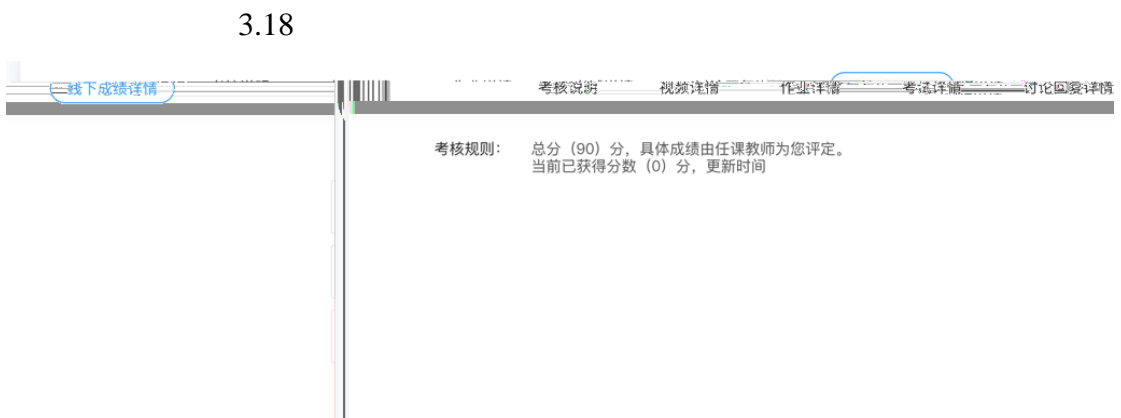 3.18
线下成绩详情
考核说明 视频详情 作业详情 考试详情 讨论回复详情
考核规则： 总分（90）分，具体成绩由任课教师为您评定。
当前已获得分数（0）分，更新时间